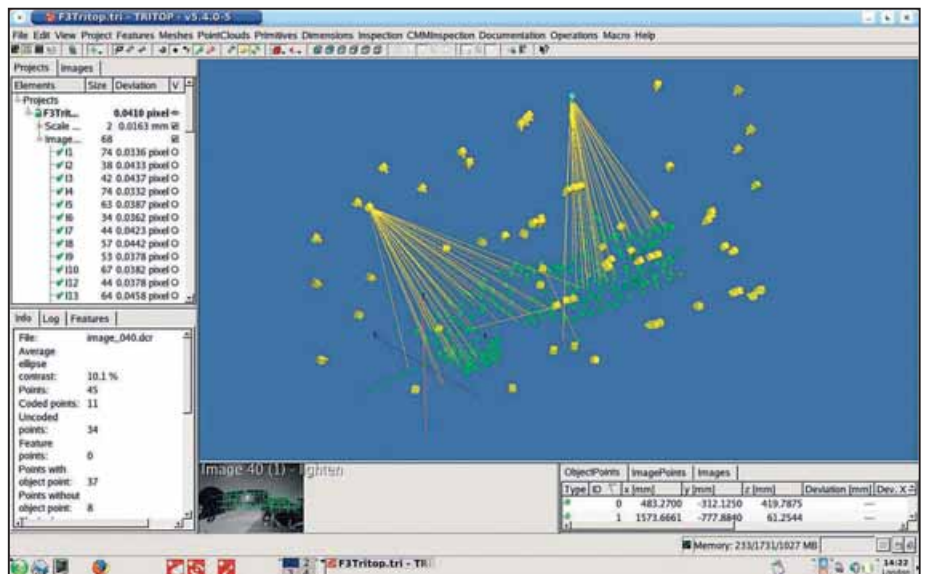 F3Tritop.tri - TRITOP - v5.4.0-5
File Edit View Project Features Meshes PointClouds Primitives Dimensions Inspection CMMInspection Documentation Operations Macro Help
Projects Images
Elements Size Deviation V
Projects
F3Trit... 0.0410 pixel
Scale ... 2 0.0163 mm
Image... 68
I1 74 0.0336 pixel
I2 38 0.0433 pixel
I3 42 0.0437 pixel
I4 74 0.0332 pixel
I5 63 0.0387 pixel
I6 34 0.0362 pixel
I7 44 0.0423 pixel
I8 57 0.0442 pixel
I9 53 0.0378 pixel
I10 67 0.0382 pixel
I12 44 0.0378 pixel
I13 64 0.0458 pixel
Info Log Features
File: image_040.dcr
Average
ellipse
contrast: 10.1 %
Points: 45
Coded points: 11
Uncoded
points: 34
Feature
points: 0
Points with
object point: 37
Points without
object point: 8
Image 40 (1) - lighten
ObjectPoints ImagePoints Images
Type ID x [mm] y [mm] z [mm] Deviation [mm] Dev. X
0 483.2700 -312.1250 419.7875
1 1573.6661 -777.8840 61.2544
Memory: 233/1731/1027 MB
2 F3Tritop.tri - TRI
3 4
14:22
London